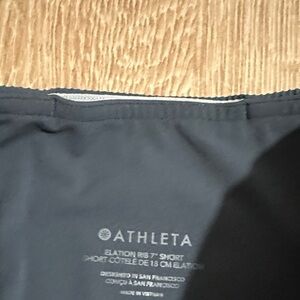 ATHLETA
ELATION RIB 7" SHORT
SHORT CÔTELÉ DE 18 CM ELATION
DESIGNED IN SAN FRANCISCO
CONÇU À SAN FRANCISCO
MADE IN VIETNAM